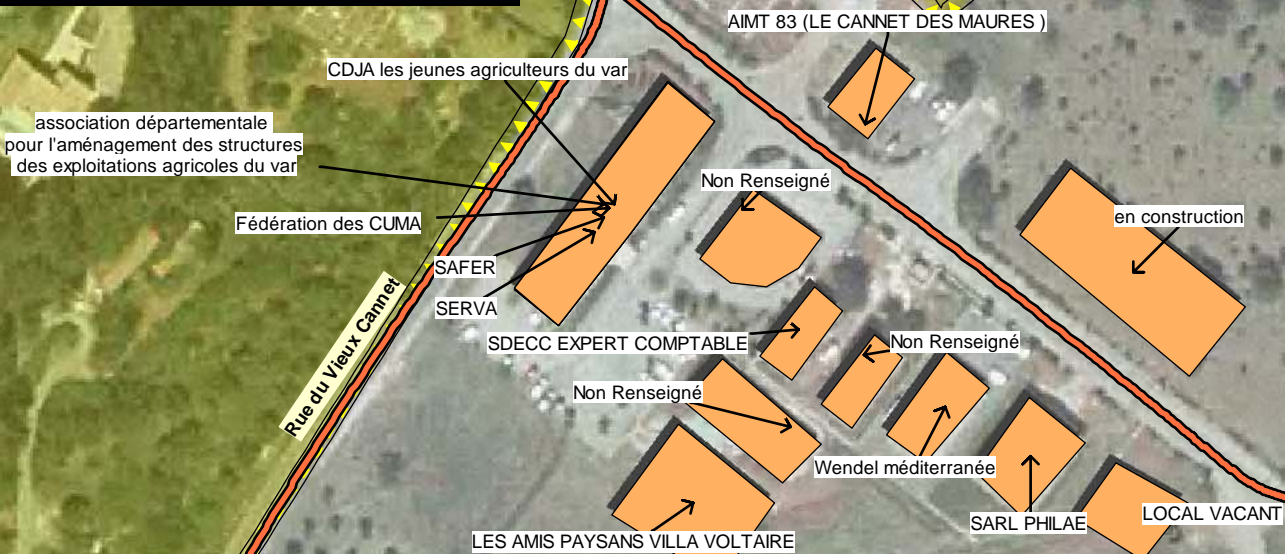 AIMT 83 (LE CANNET DES MAURES )
CDJA les jeunes agriculteurs du var
association départementale
pour l'aménagement des structures
des exploitations agricoles du var
Non Renseigné
Fédération des CUMA
en construction
SAFER
SERVA
Rue du Vieux Cannet
SDECC EXPERT COMPTABLE
Non Renseigné
Non Renseigné
Wendel méditerranée
SARL PHILAE
LOCAL VACANT
LES AMIS PAYSANS VILLA VOLTAIRE